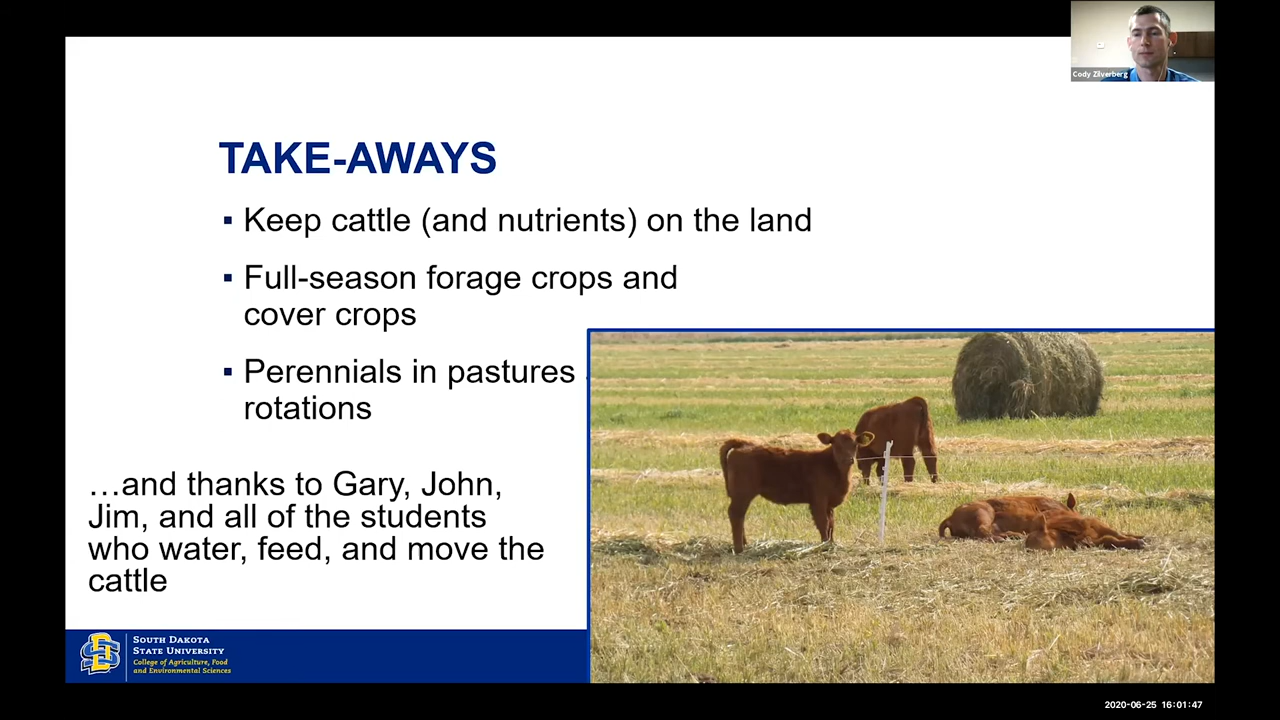 Cody Zilverberg
TAKE-AWAYS
▪ Keep cattle (and nutrients) on the land
▪ Full-season forage crops and
cover crops
▪ Perennials in pastures
rotations
…and thanks to Gary, John,
Jim, and all of the students
who water, feed, and move the
cattle
SOUTH DAKOTA
STATE UNIVERSITY
College of Agriculture, Food
and Environmental Sciences
2020-06-25 16:01:47